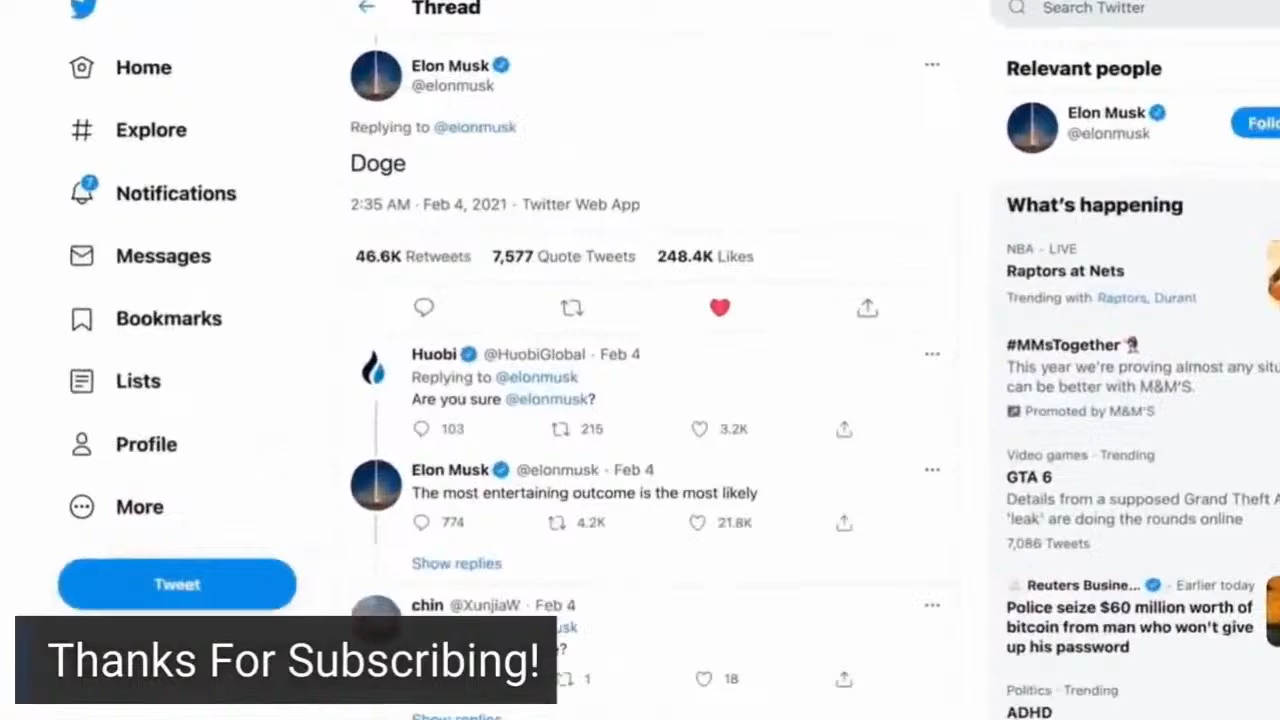 Thread
Search Twitter
Home
Explore
7
Notifications
Messages
Bookmarks
Lists
Profile
More
Tweet
Elon Musk
@elonmusk
Replying to @elonmusk
Doge
2:35 AM · Feb 4, 2021 · Twitter Web App
46.6K Retweets 7,577 Quote Tweets 248.4K Likes
Huobi @HuobiGlobal · Feb 4
Replying to @elonmusk
Are you sure @elonmusk?
103 215 3.2K
Elon Musk @elonmusk · Feb 4
The most entertaining outcome is the most likely
774 4.2K 21.8K
Show replies
chin @XunjiaW · Feb 4
usk
?
1 18
Show replies
Relevant people
Elon Musk
@elonmusk
Follo
What's happening
NBA · LIVE
Raptors at Nets
Trending with Raptors, Durant
#MMsTogether
This year we're proving almost any situ
can be better with M&M'S.
Promoted by M&M'S
Video games · Trending
GTA 6
Details from a supposed Grand Theft A
'leak' are doing the rounds online
7,086 Tweets
Reuters Busine... · Earlier today
Police seize $60 million worth of
bitcoin from man who won't give
up his password
Politics · Trending
ADHD
Thanks For Subscribing!